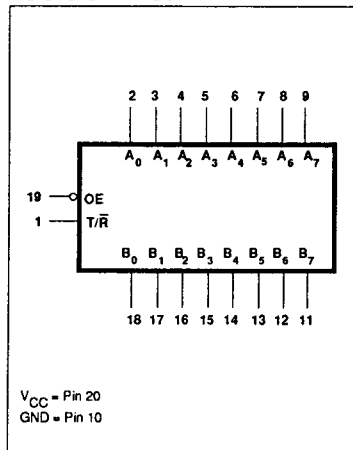 2 3 4 5 6 7 8 9
A₀ A₁ A₂ A₃ A₄ A₅ A₆ A₇
19 OE
1 T/R̅
B₀ B₁ B₂ B₃ B₄ B₅ B₆ B₇
18 17 16 15 14 13 12 11
V_CC = Pin 20
GND = Pin 10